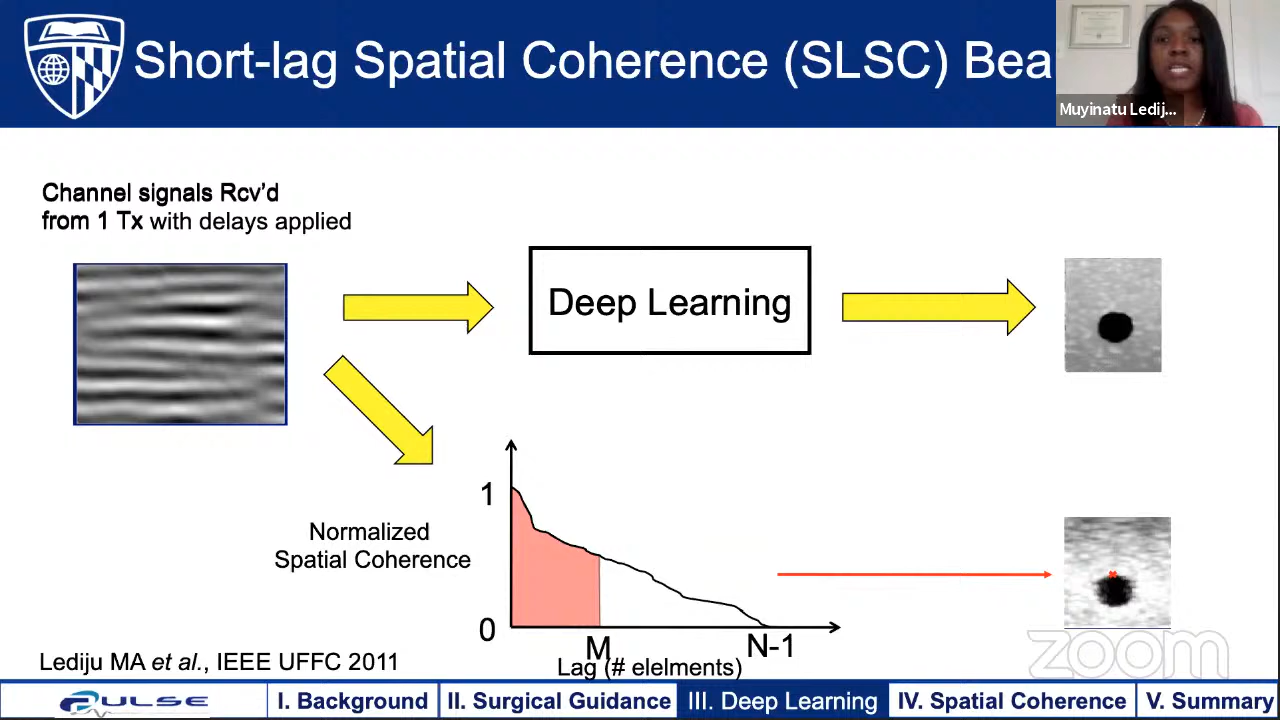 Short-lag Spatial Coherence (SLSC) Bea
Muyinatu Ledij...
Channel signals Rcv'd
from 1 Tx with delays applied
Deep Learning
1
Normalized
Spatial Coherence
0
M
N-1
Lag (# elelments)
zoom
Lediju MA et al., IEEE UFFC 2011
PULSE
I. Background
II. Surgical Guidance
III. Deep Learning
IV. Spatial Coherence
V. Summary